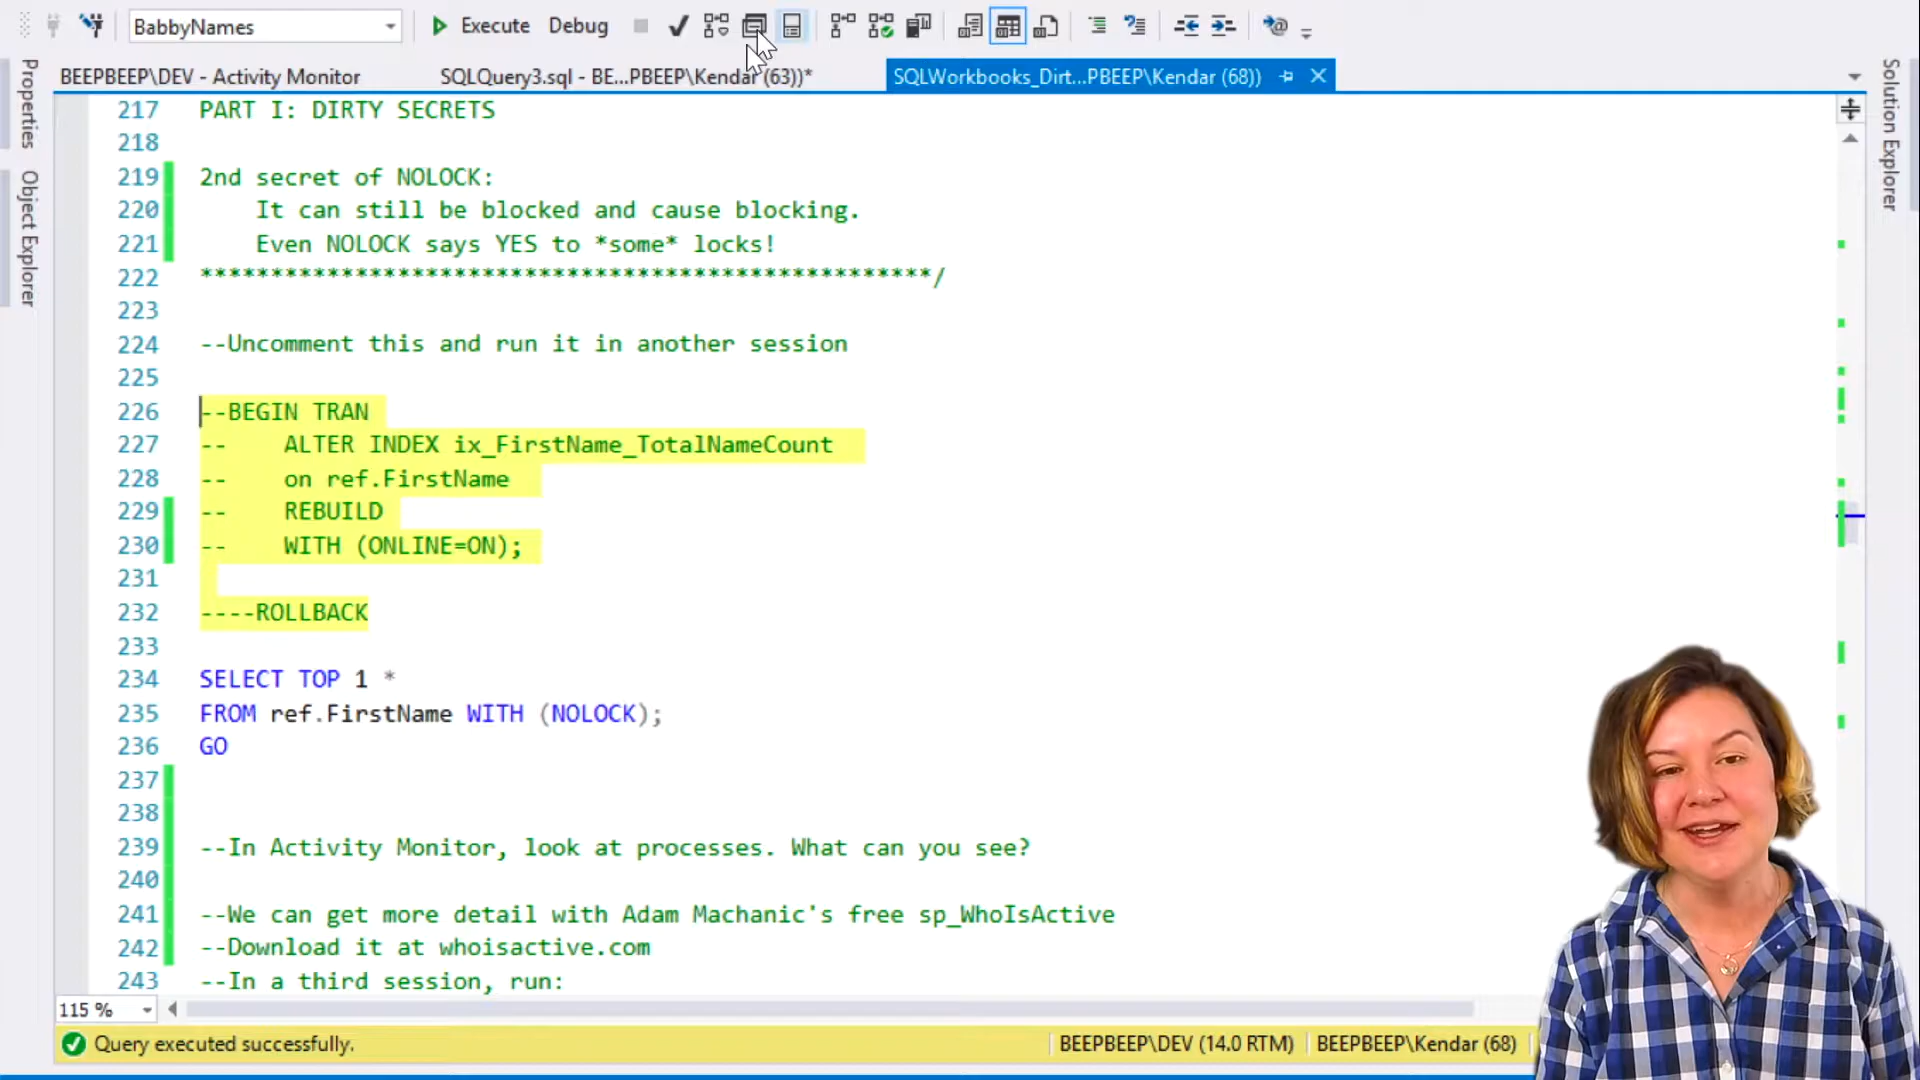 BabbyNames
Execute
Debug
BEEPBEEP\DEV - Activity Monitor
SQLQuery3.sql - BE...PBEEP\Kendar (63))*
SQLWorkbooks_Dirt...PBEEP\Kendar (68))
Properties
Object Explorer
Solution Explorer
217 PART I: DIRTY SECRETS
218
219 2nd secret of NOLOCK:
220 It can still be blocked and cause blocking.
221 Even NOLOCK says YES to *some* locks!
222 ****************************************************/
223
224 --Uncomment this and run it in another session
225
226 --BEGIN TRAN
227 -- ALTER INDEX ix_FirstName_TotalNameCount
228 -- on ref.FirstName
229 -- REBUILD
230 -- WITH (ONLINE=ON);
231
232 ----ROLLBACK
233
234 SELECT TOP 1 *
235 FROM ref.FirstName WITH (NOLOCK);
236 GO
237
238
239 --In Activity Monitor, look at processes. What can you see?
240
241 --We can get more detail with Adam Machanic's free sp_WhoIsActive
242 --Download it at whoisactive.com
243 --In a third session, run:
115 %
Query executed successfully.
BEEPBEEP\DEV (14.0 RTM)
BEEPBEEP\Kendar (68)